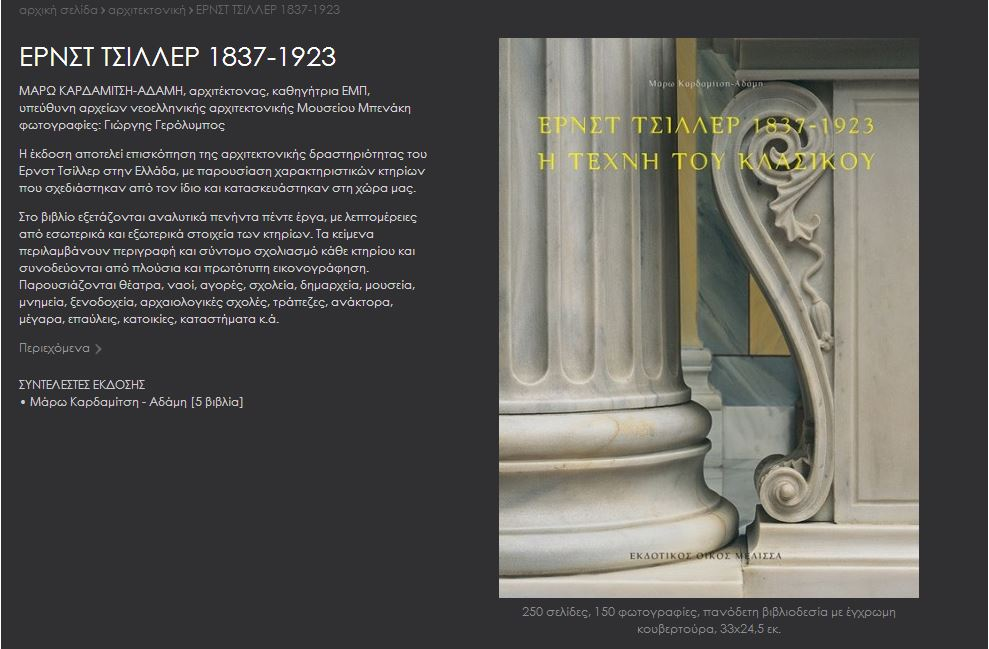 αρχική σελίδα › αρχιτεκτονική › ΕΡΝΣΤ ΤΣΙΛΛΕΡ 1837-1923
ΕΡΝΣΤ ΤΣΙΛΛΕΡ 1837-1923
ΜΑΡΩ ΚΑΡΔΑΜΙΤΣΗ-ΑΔΑΜΗ, αρχιτέκτονας, καθηγήτρια ΕΜΠ,
υπεύθυνη αρχείων νεοελληνικής αρχιτεκτονικής Μουσείου Μπενάκη
φωτογραφίες: Γιώργης Γερόλυμπος
Η έκδοση αποτελεί επισκόπηση της αρχιτεκτονικής δραστηριότητας του
Ερνστ Τσίλλερ στην Ελλάδα, με παρουσίαση χαρακτηριστικών κτηρίων
που σχεδιάστηκαν από τον ίδιο και κατασκευάστηκαν στη χώρα μας.
Στο βιβλίο εξετάζονται αναλυτικά πενήντα πέντε έργα, με λεπτομέρειες
από εσωτερικά και εξωτερικά στοιχεία των κτηρίων. Τα κείμενα
περιλαμβάνουν περιγραφή και σύντομο σχολιασμό κάθε κτηρίου και
συνοδεύονται από πλούσια και πρωτότυπη εικονογράφηση.
Παρουσιάζονται θέατρα, ναοί, αγορές, σχολεία, δημαρχεία, μουσεία,
μνημεία, ξενοδοχεία, αρχαιολογικές σχολές, τράπεζες, ανάκτορα,
μέγαρα, επαύλεις, κατοικίες, καταστήματα κ.ά.
Περιεχόμενα ›
ΣΥΝΤΕΛΕΣΤΕΣ ΕΚΔΟΣΗΣ
• Μάρω Καρδαμίτση - Αδάμη [5 βιβλία]
Μάρω Καρδαμίτση-Αδάμη
ΕΡΝΣΤ ΤΣΙΛΛΕΡ 1837-1923
Η ΤΕΧΝΗ ΤΟΥ ΚΛΑΣΙΚΟΥ
ΕΚΔΟΤΙΚΟΣ ΟΙΚΟΣ ΜΕΛΙΣΣΑ
250 σελίδες, 150 φωτογραφίες, πανόδετη βιβλιοδεσία με έγχρωμη
κουβερτούρα, 33x24,5 εκ.